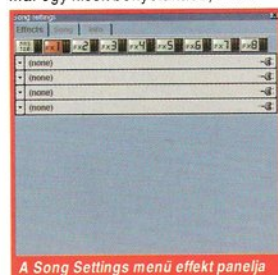 Song settings
Effects Song Info
FX1 FX2 FX3 FX4 FX5 FX6 FX7 FX8
(none)
(none)
(none)
(none)
A Song Settings menü effekt panelja